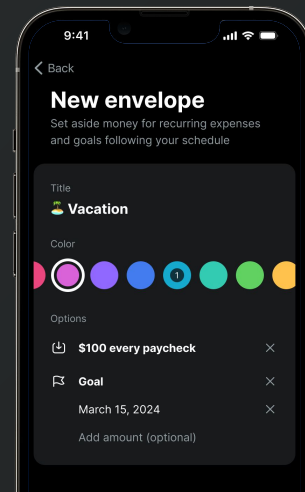 9:41
Back
New envelope
Set aside money for recurring expenses
and goals following your schedule
Title
🏝️ Vacation
Color
1
Options
$100 every paycheck
Goal
March 15, 2024
Add amount (optional)